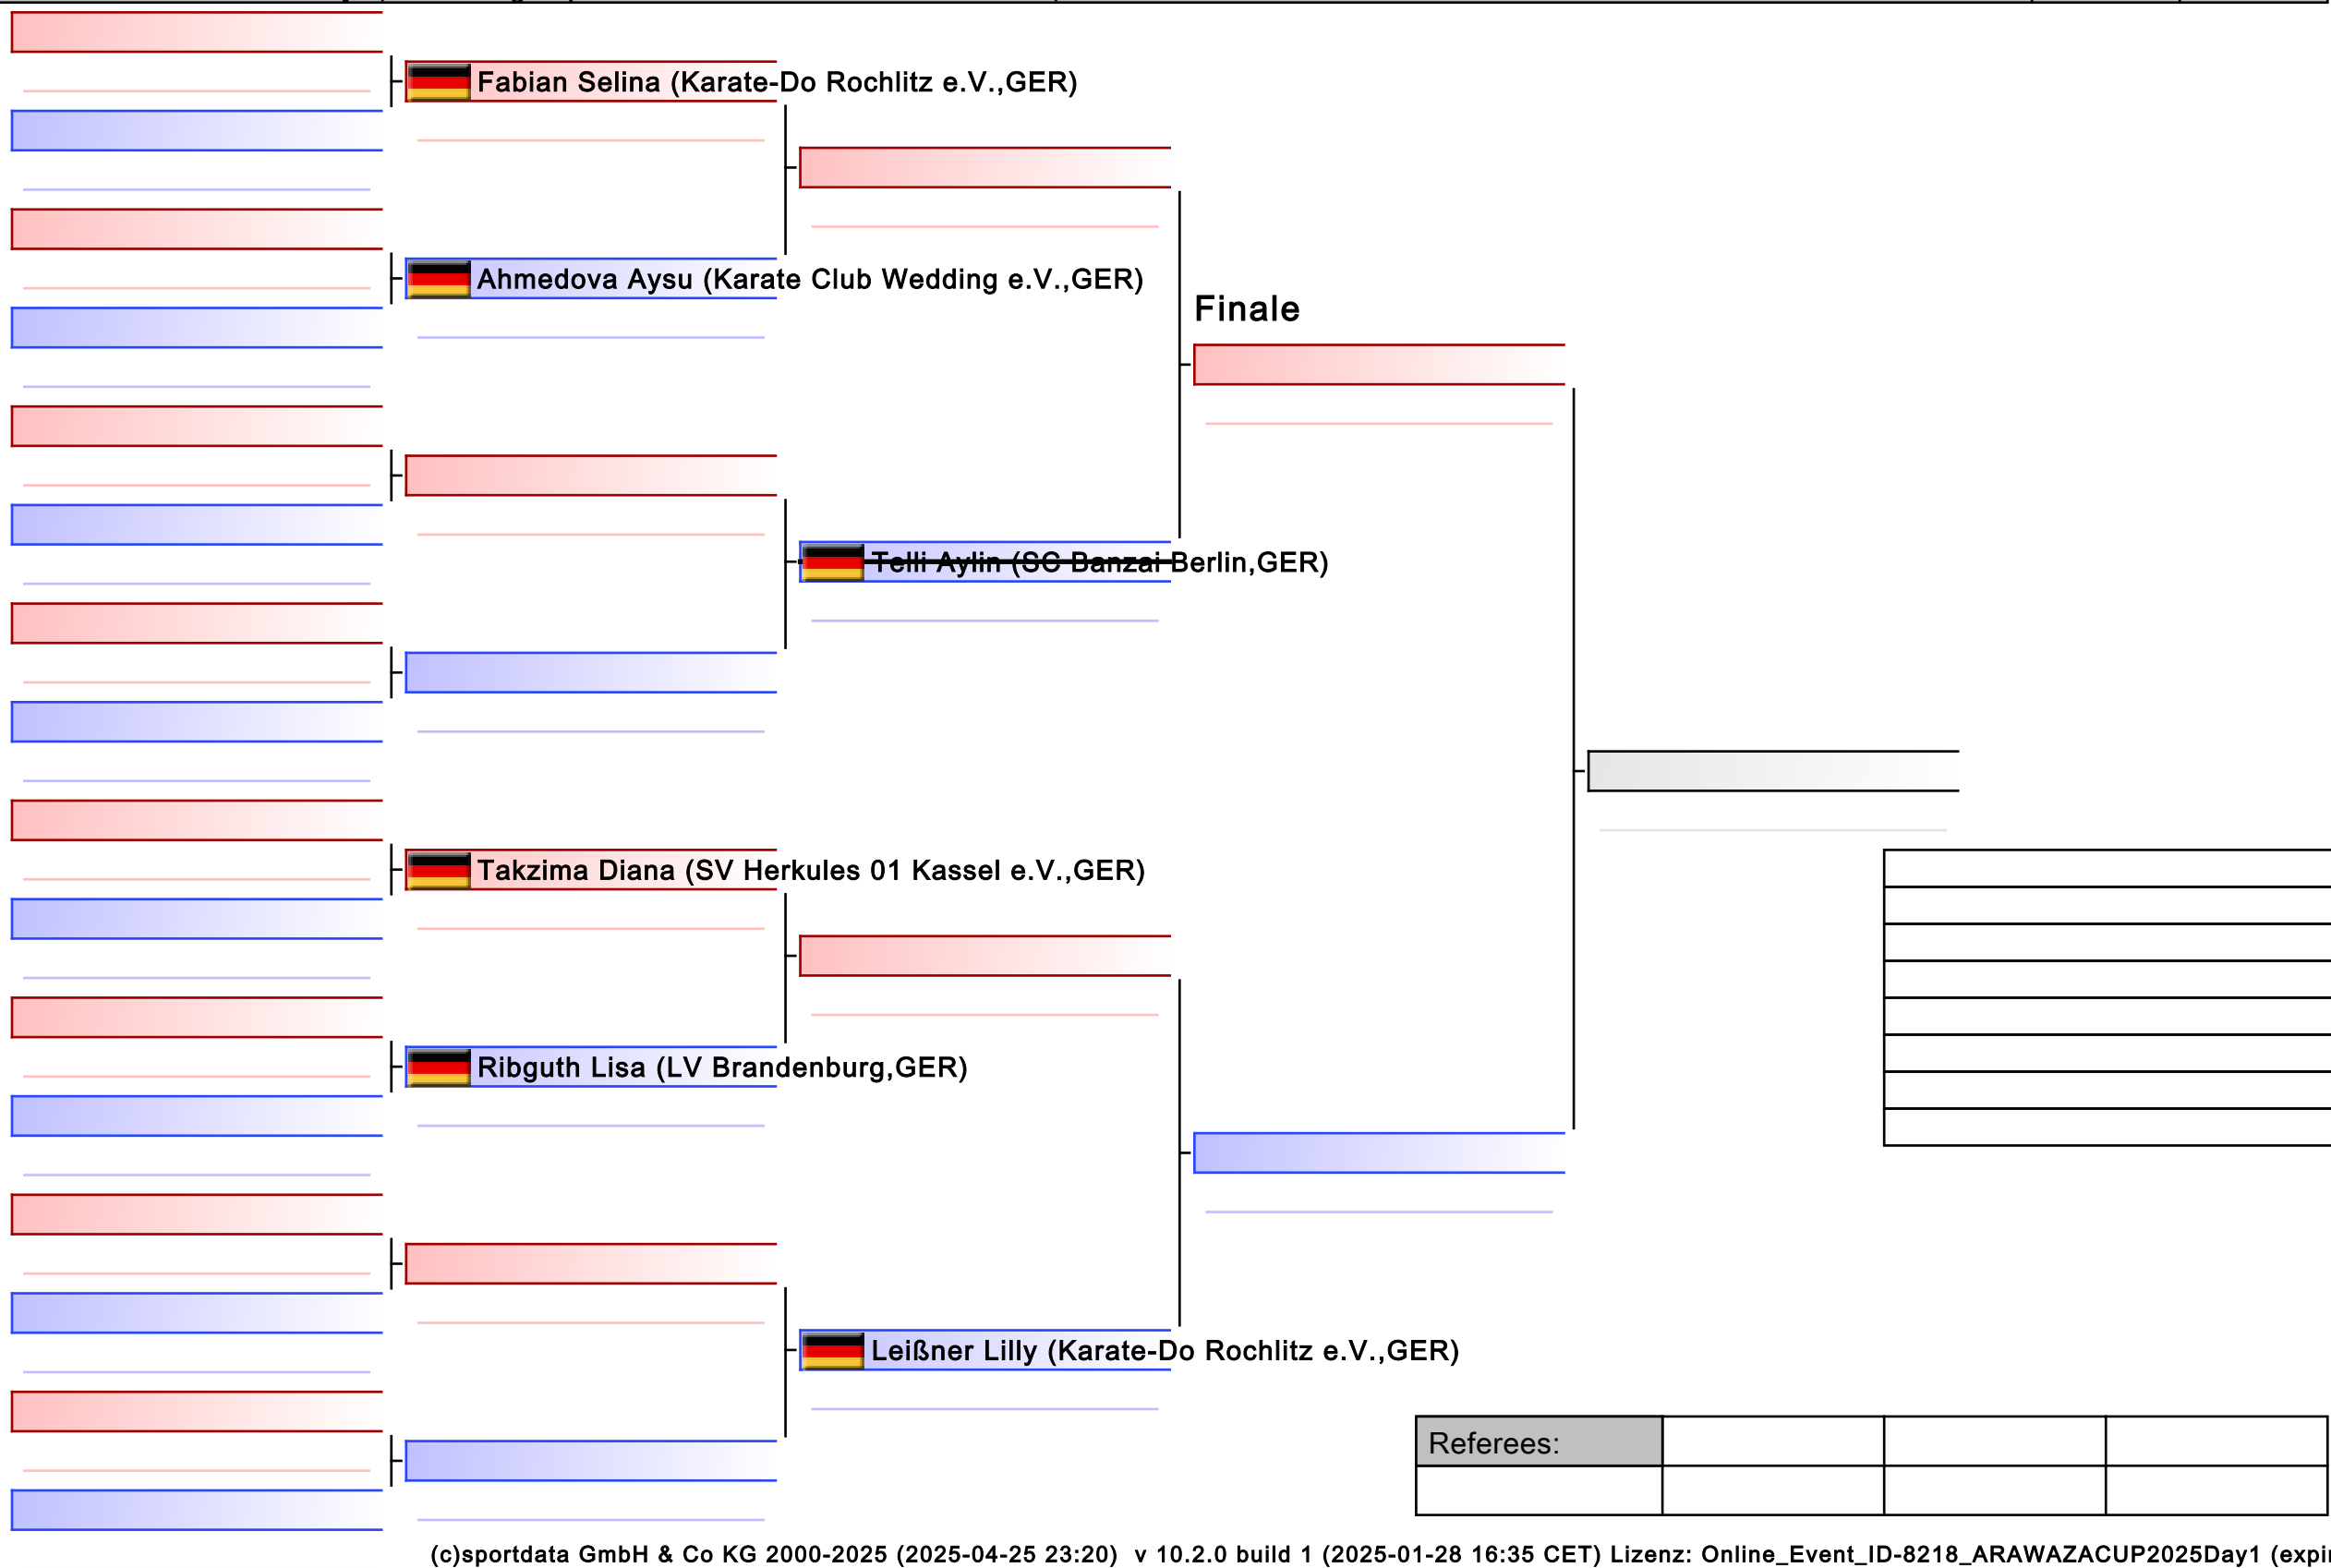 Fabian Selina (Karate-Do Rochlitz e.V.,GER)
Ahmedova Aysu (Karate Club Wedding e.V.,GER)
Finale
Telli Aylin (SC Banzai Berlin,GER)
Takzima Diana (SV Herkules 01 Kassel e.V.,GER)
Ribguth Lisa (LV Brandenburg,GER)
Leißner Lilly (Karate-Do Rochlitz e.V.,GER)
Referees:
(c)sportdata GmbH & Co KG 2000-2025 (2025-04-25 23:20) v 10.2.0 build 1 (2025-01-28 16:35 CET) Lizenz: Online_Event_ID-8218_ARAWAZACUP2025Day1 (expi